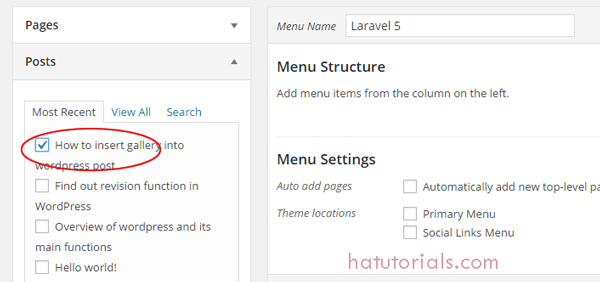 Pages
Posts
Most Recent
View All
Search
How to insert gallery into
wordpress post
Find out revision function in
WordPress
Overview of wordpress and its
main functions
Hello world!
Menu Name
Laravel 5
Menu Structure
Add menu items from the column on the left.
Menu Settings
Auto add pages
Automatically add new top-level pa
Theme locations
Primary Menu
Social Links Menu
hatutorials.com